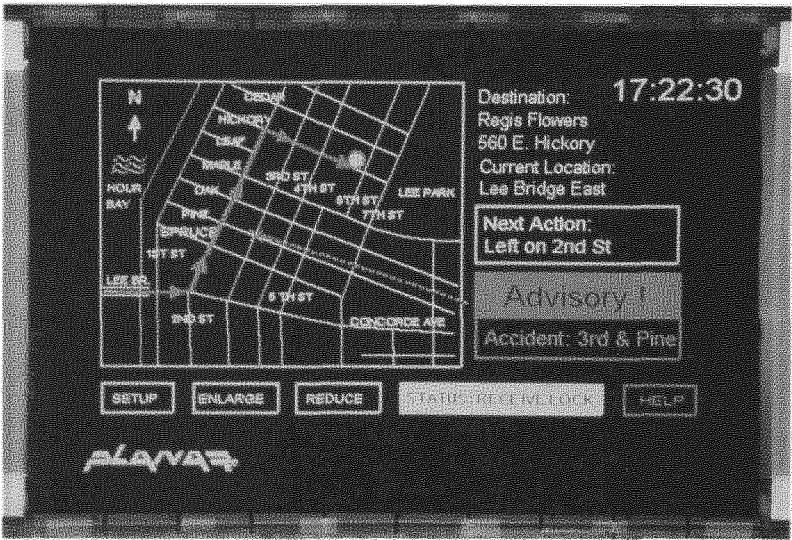 N
CEDAR
HICKORY
LEAF
MAPLE
OAK
PINE
SPRUCE
HOUR
BAY
3RD ST
4TH ST
5TH ST
7TH ST
LEE PARK
1ST ST
LEE BR.
6 TH ST
2ND ST
CONCORDE AVE
17:22:30
Destination:
Regis Flowers
560 E. Hickory
Current Location:
Lee Bridge East
Next Action:
Left on 2nd St
Advisory !
Accident: 3rd & Pine
SETUP
ENLARGE
REDUCE
STATUS: RECEIVE LOCK
HELP
PLANAR